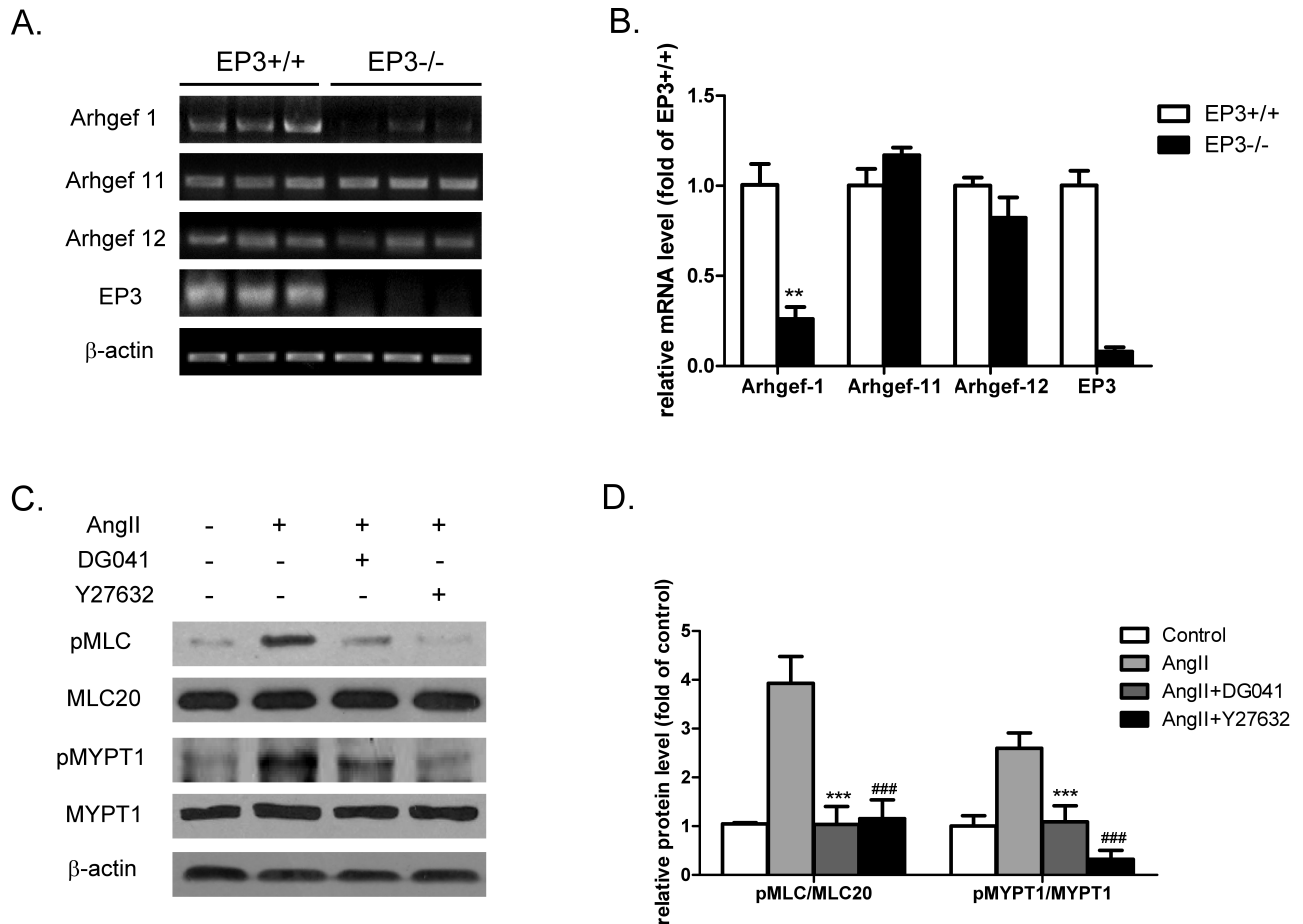 A.
EP3+/+ EP3-/-
Arhgef 1
Arhgef 11
Arhgef 12
EP3
β-actin
B.
relative mRNA level (fold of EP3+/+)
1.5
1.0
0.5
0.0
**
Arhgef-1 Arhgef-11 Arhgef-12 EP3
EP3+/+
EP3-/-
C.
AngII - + + +
DG041 - - + -
Y27632 - - - +
pMLC
MLC20
pMYPT1
MYPT1
β-actin
D.
relative protein level (fold of control)
5
4
3
2
1
0
*** ###
*** ###
pMLC/MLC20 pMYPT1/MYPT1
Control
AngII
AngII+DG041
AngII+Y27632